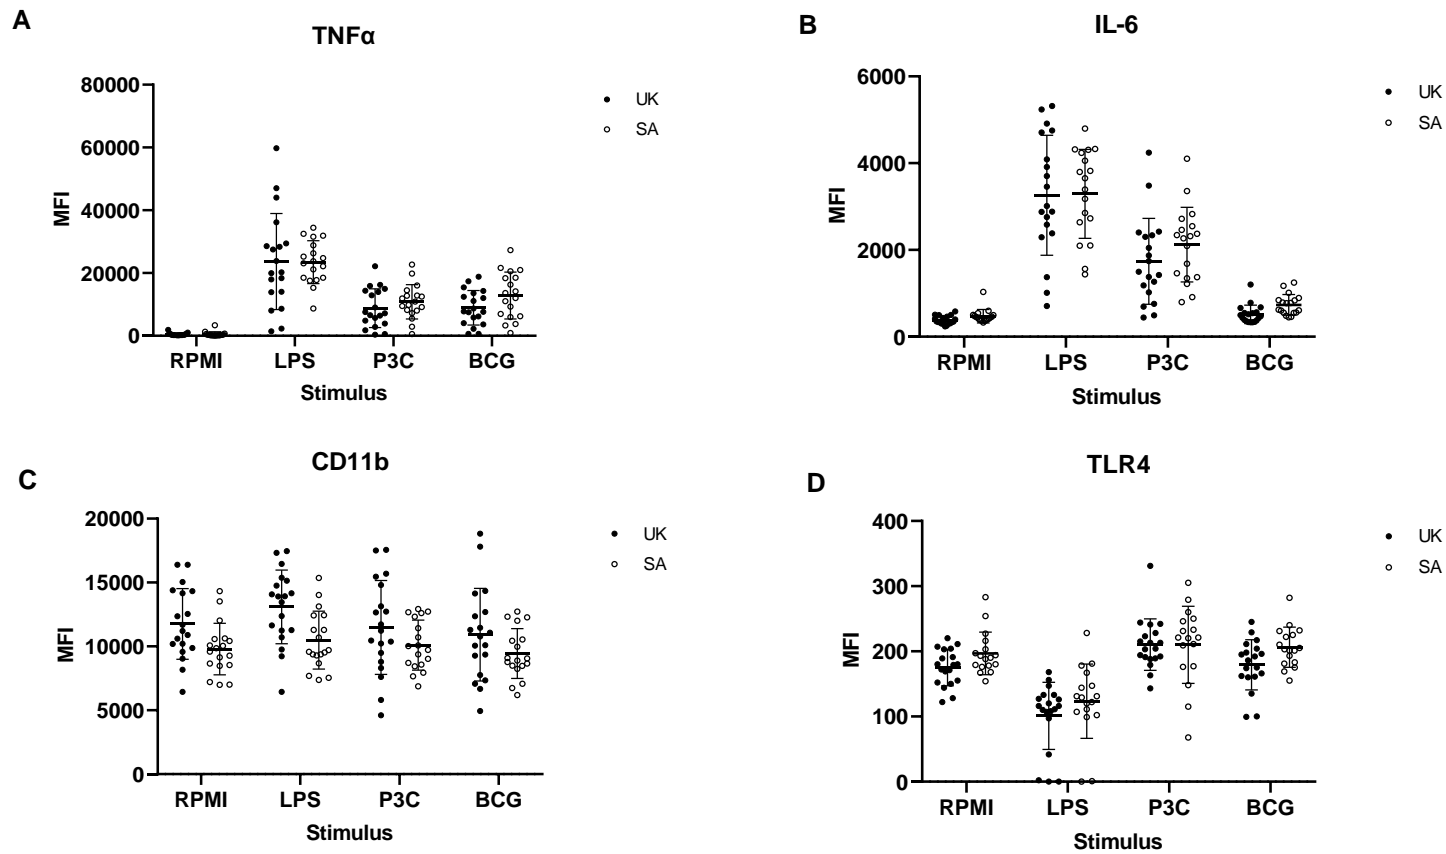 A
TNFα
80000
60000
40000
20000
0
MFI
RPMI LPS P3C BCG
Stimulus
UK
SA
B
IL-6
6000
4000
2000
0
MFI
RPMI LPS P3C BCG
Stimulus
UK
SA
C
CD11b
20000
15000
10000
5000
0
MFI
RPMI LPS P3C BCG
Stimulus
UK
SA
D
TLR4
400
300
200
100
0
MFI
RPMI LPS P3C BCG
Stimulus
UK
SA